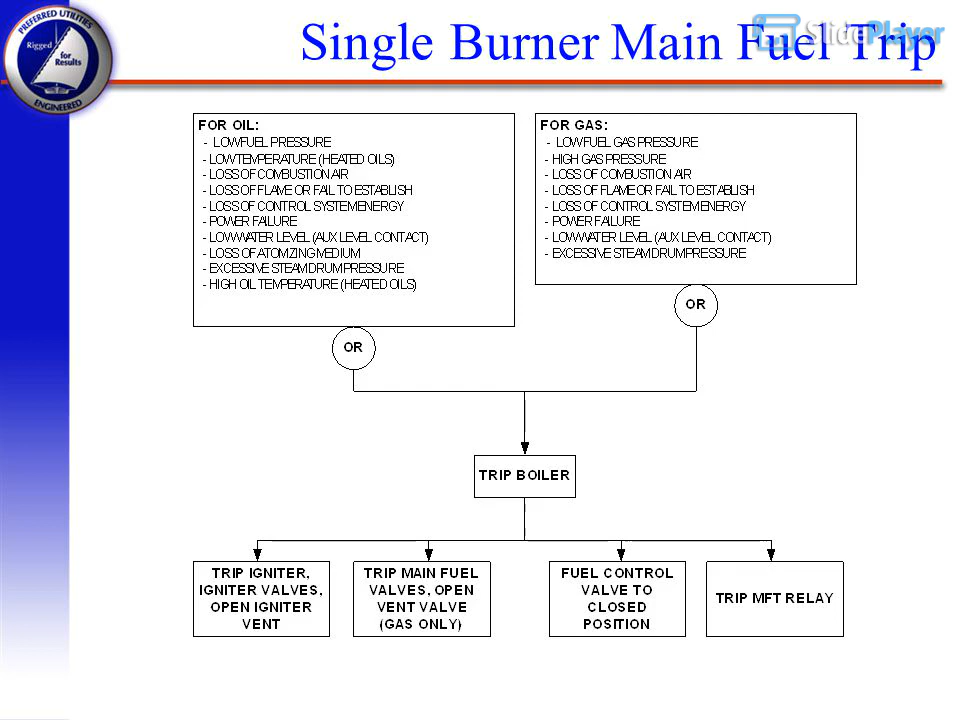 PREFERRED UTILITIES
Rigged for Results
ENGINEERED
Single Burner Main Fuel Trip
SlidePlayer
FOR OIL:
- LOW FUEL PRESSURE
- LOW TEMPERATURE (HEATED OILS)
- LOSS OF COMBUSTION AIR
- LOSS OF FLAME OR FAIL TO ESTABLISH
- LOSS OF CONTROL SYSTEM ENERGY
- POWER FAILURE
- LOW WATER LEVEL (AUX LEVEL CONTACT)
- LOSS OF ATOMIZING MEDIUM
- EXCESSIVE STEAM DRUM PRESSURE
- HIGH OIL TEMPERATURE (HEATED OILS)
OR
FOR GAS:
- LOW FUEL GAS PRESSURE
- HIGH GAS PRESSURE
- LOSS OF COMBUSTION AIR
- LOSS OF FLAME OR FAIL TO ESTABLISH
- LOSS OF CONTROL SYSTEM ENERGY
- POWER FAILURE
- LOW WATER LEVEL (AUX LEVEL CONTACT)
- EXCESSIVE STEAM DRUM PRESSURE
OR
TRIP BOILER
TRIP IGNITER,
IGNITER VALVES,
OPEN IGNITER
VENT
TRIP MAIN FUEL
VALVES, OPEN
VENT VALVE
(GAS ONLY)
FUEL CONTROL
VALVE TO
CLOSED
POSITION
TRIP MFT RELAY